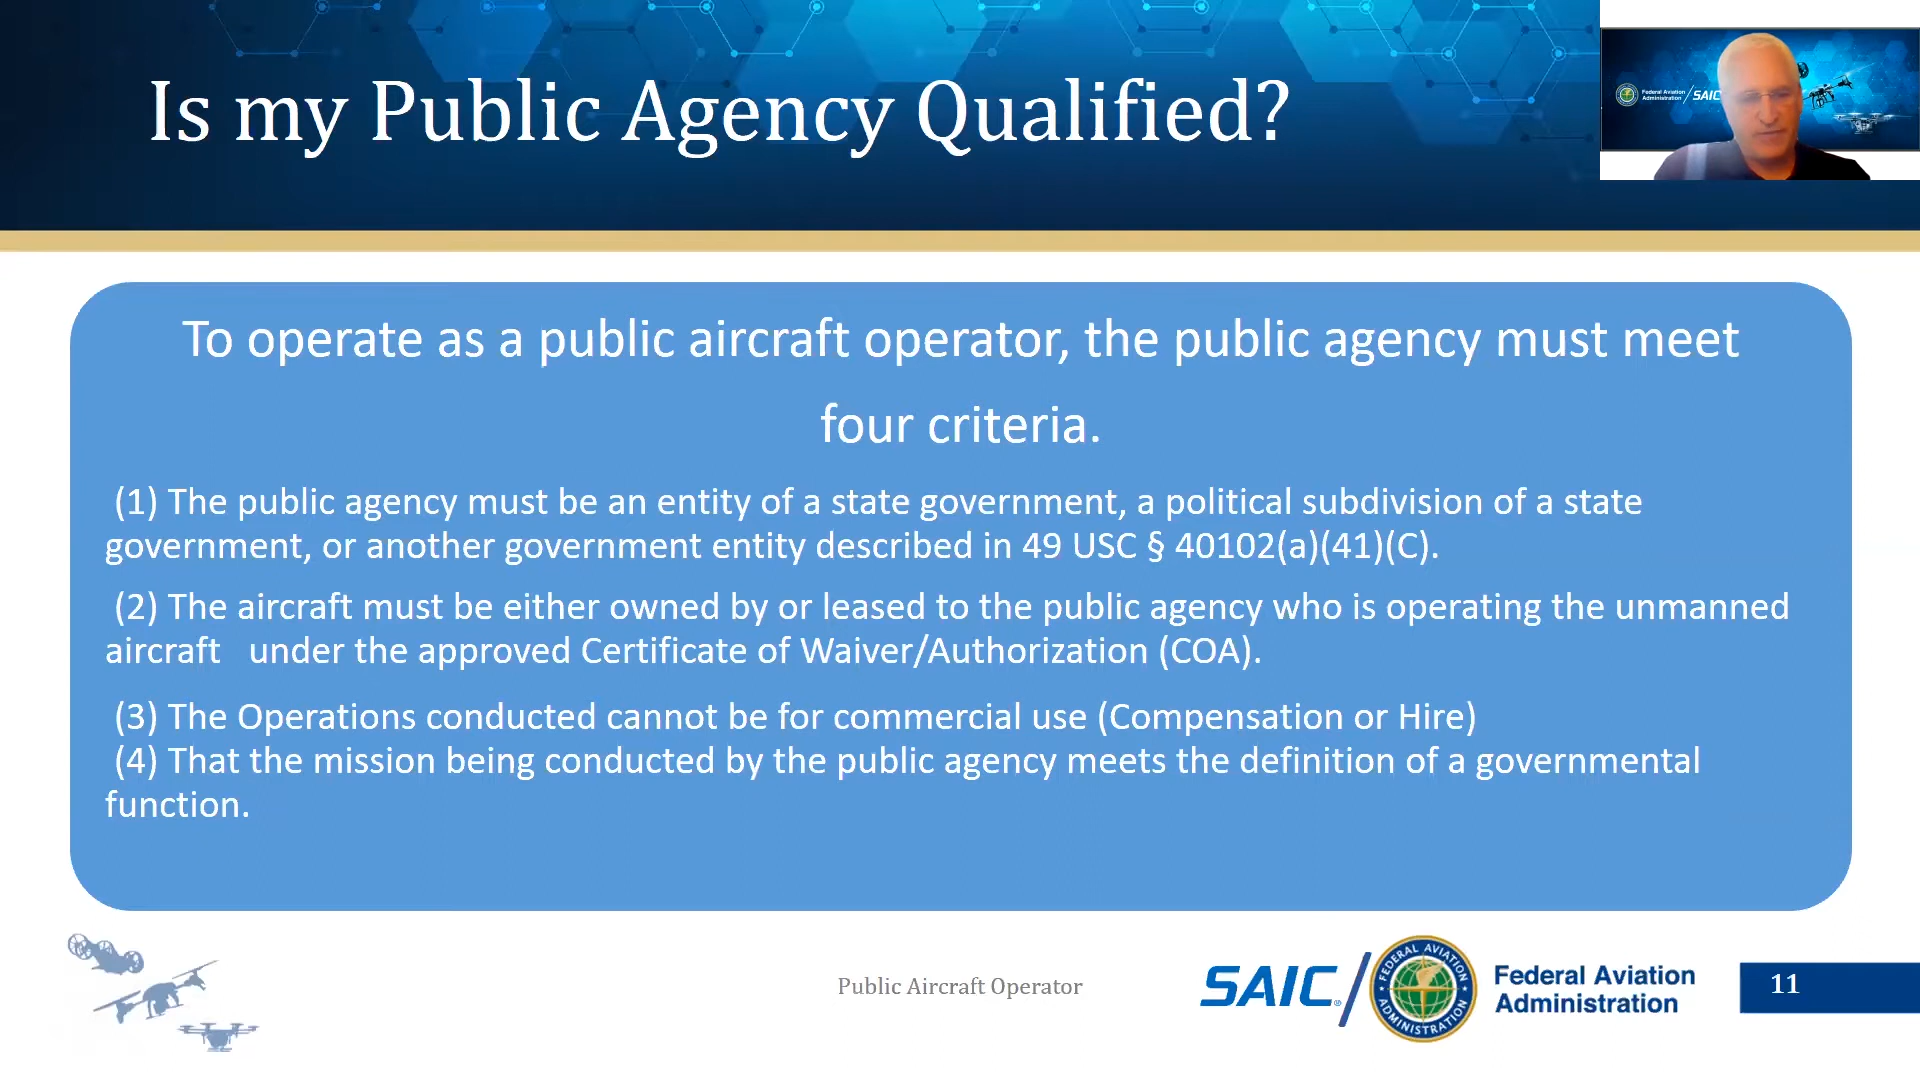 Is my Public Agency Qualified?
Federal Aviation
Administration
SAIC
To operate as a public aircraft operator, the public agency must meet
four criteria.
(1) The public agency must be an entity of a state government, a political subdivision of a state
government, or another government entity described in 49 USC § 40102(a)(41)(C).
(2) The aircraft must be either owned by or leased to the public agency who is operating the unmanned
aircraft under the approved Certificate of Waiver/Authorization (COA).
(3) The Operations conducted cannot be for commercial use (Compensation or Hire)
(4) That the mission being conducted by the public agency meets the definition of a governmental
function.
Public Aircraft Operator
SAIC®
FEDERAL AVIATION
ADMINISTRATION
Federal Aviation
Administration
11